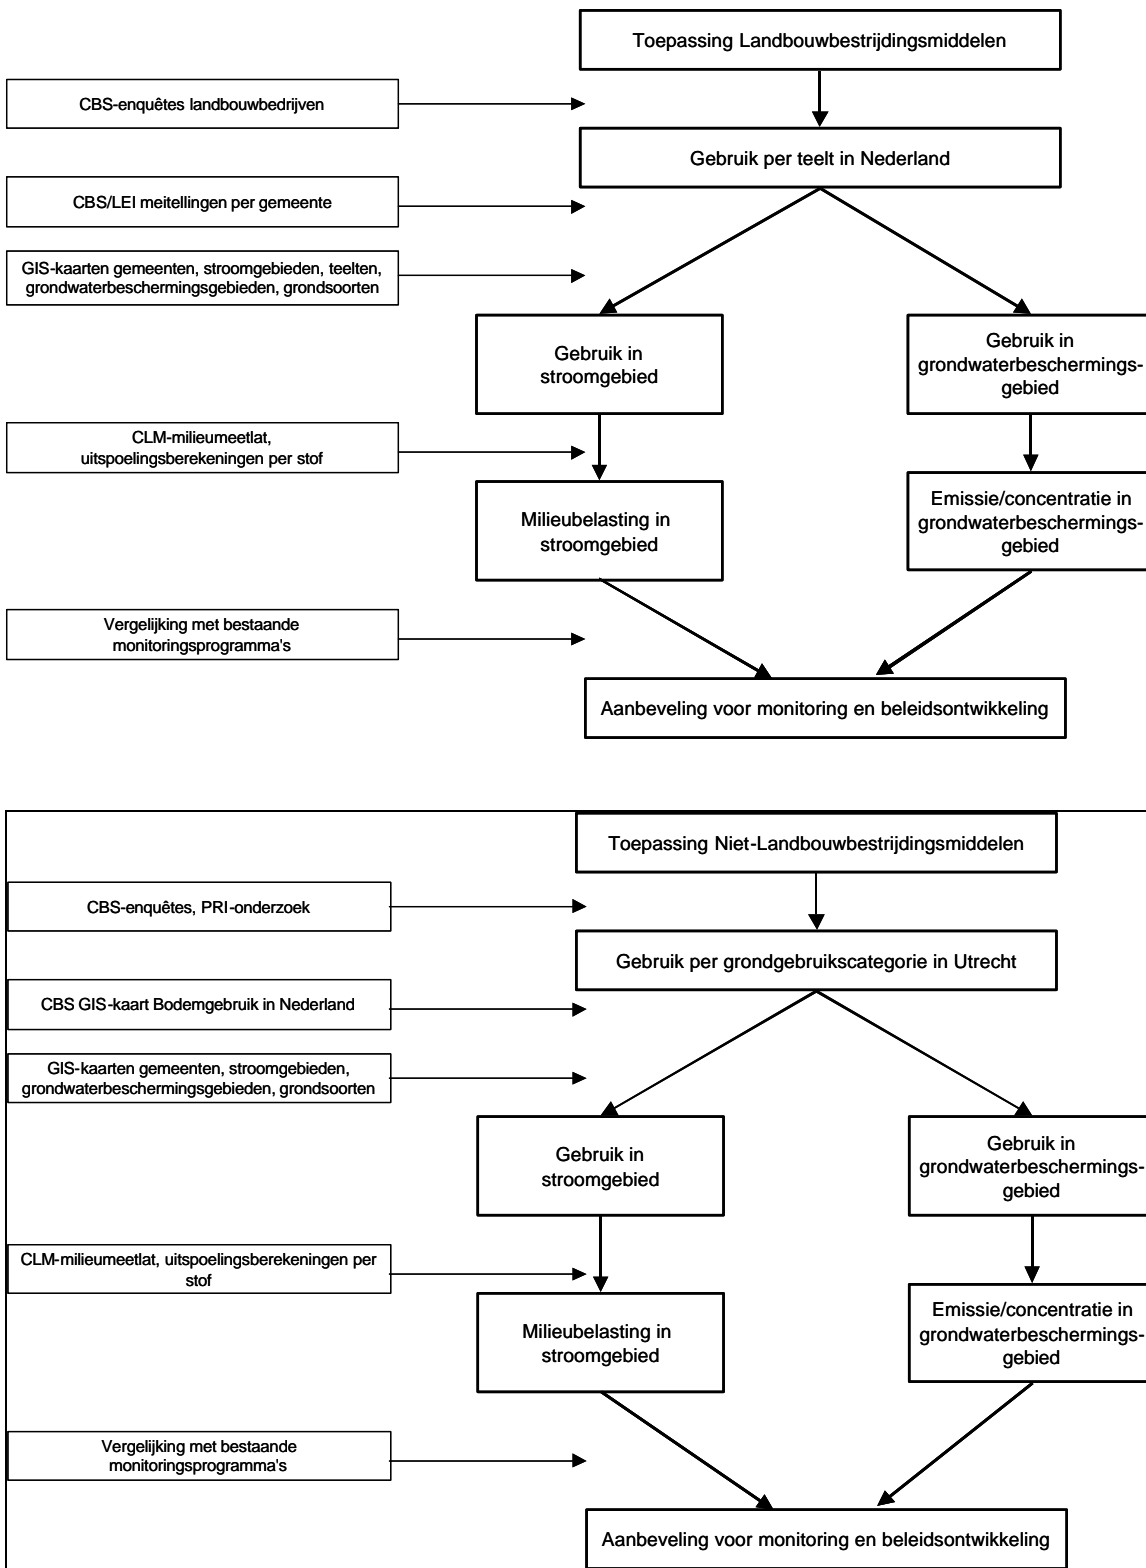 Toepassing Landbouwbestrijdingsmiddelen
CBS-enquêtes landbouwbedrijven
Gebruik per teelt in Nederland
CBS/LEI meitellingen per gemeente
GIS-kaarten gemeenten, stroomgebieden, teelten,
grondwaterbeschermingsgebieden, grondsoorten
Gebruik in
stroomgebied
Gebruik in
grondwaterbeschermings-
gebied
CLM-milieumeetlat,
uitspoelingsberekeningen per stof
Milieubelasting in
stroomgebied
Emissie/concentratie in
grondwaterbeschermings-
gebied
Vergelijking met bestaande
monitoringsprogramma's
Aanbeveling voor monitoring en beleidsontwikkeling
Toepassing Niet-Landbouwbestrijdingsmiddelen
CBS-enquêtes, PRI-onderzoek
Gebruik per grondgebruikscategorie in Utrecht
CBS GIS-kaart Bodemgebruik in Nederland
GIS-kaarten gemeenten, stroomgebieden,
grondwaterbeschermingsgebieden, grondsoorten
Gebruik in
stroomgebied
Gebruik in
grondwaterbeschermings-
gebied
CLM-milieumeetlat, uitspoelingsberekeningen per
stof
Milieubelasting in
stroomgebied
Emissie/concentratie in
grondwaterbeschermings-
gebied
Vergelijking met bestaande
monitoringsprogramma's
Aanbeveling voor monitoring en beleidsontwikkeling